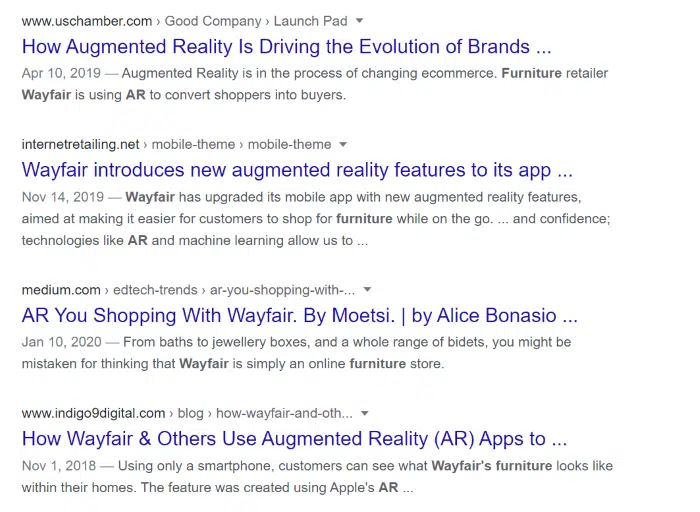 www.uschamber.com › Good Company › Launch Pad
How Augmented Reality Is Driving the Evolution of Brands ...
Apr 10, 2019 — Augmented Reality is in the process of changing ecommerce. Furniture retailer
Wayfair is using AR to convert shoppers into buyers.
internetretailing.net › mobile-theme › mobile-theme
Wayfair introduces new augmented reality features to its app ...
Nov 14, 2019 — Wayfair has upgraded its mobile app with new augmented reality features,
aimed at making it easier for customers to shop for furniture while on the go. ... and confidence;
technologies like AR and machine learning allow us to ...
medium.com › edtech-trends › ar-you-shopping-with-...
AR You Shopping With Wayfair. By Moetsi. | by Alice Bonasio ...
Jan 10, 2020 — From baths to jewellery boxes, and a whole range of bidets, you might be
mistaken for thinking that Wayfair is simply an online furniture store.
www.indigo9digital.com › blog › how-wayfair-and-oth...
How Wayfair & Others Use Augmented Reality (AR) Apps to ...
Nov 1, 2018 — Using only a smartphone, customers can see what Wayfair's furniture looks like
within their homes. The feature was created using Apple's AR ...